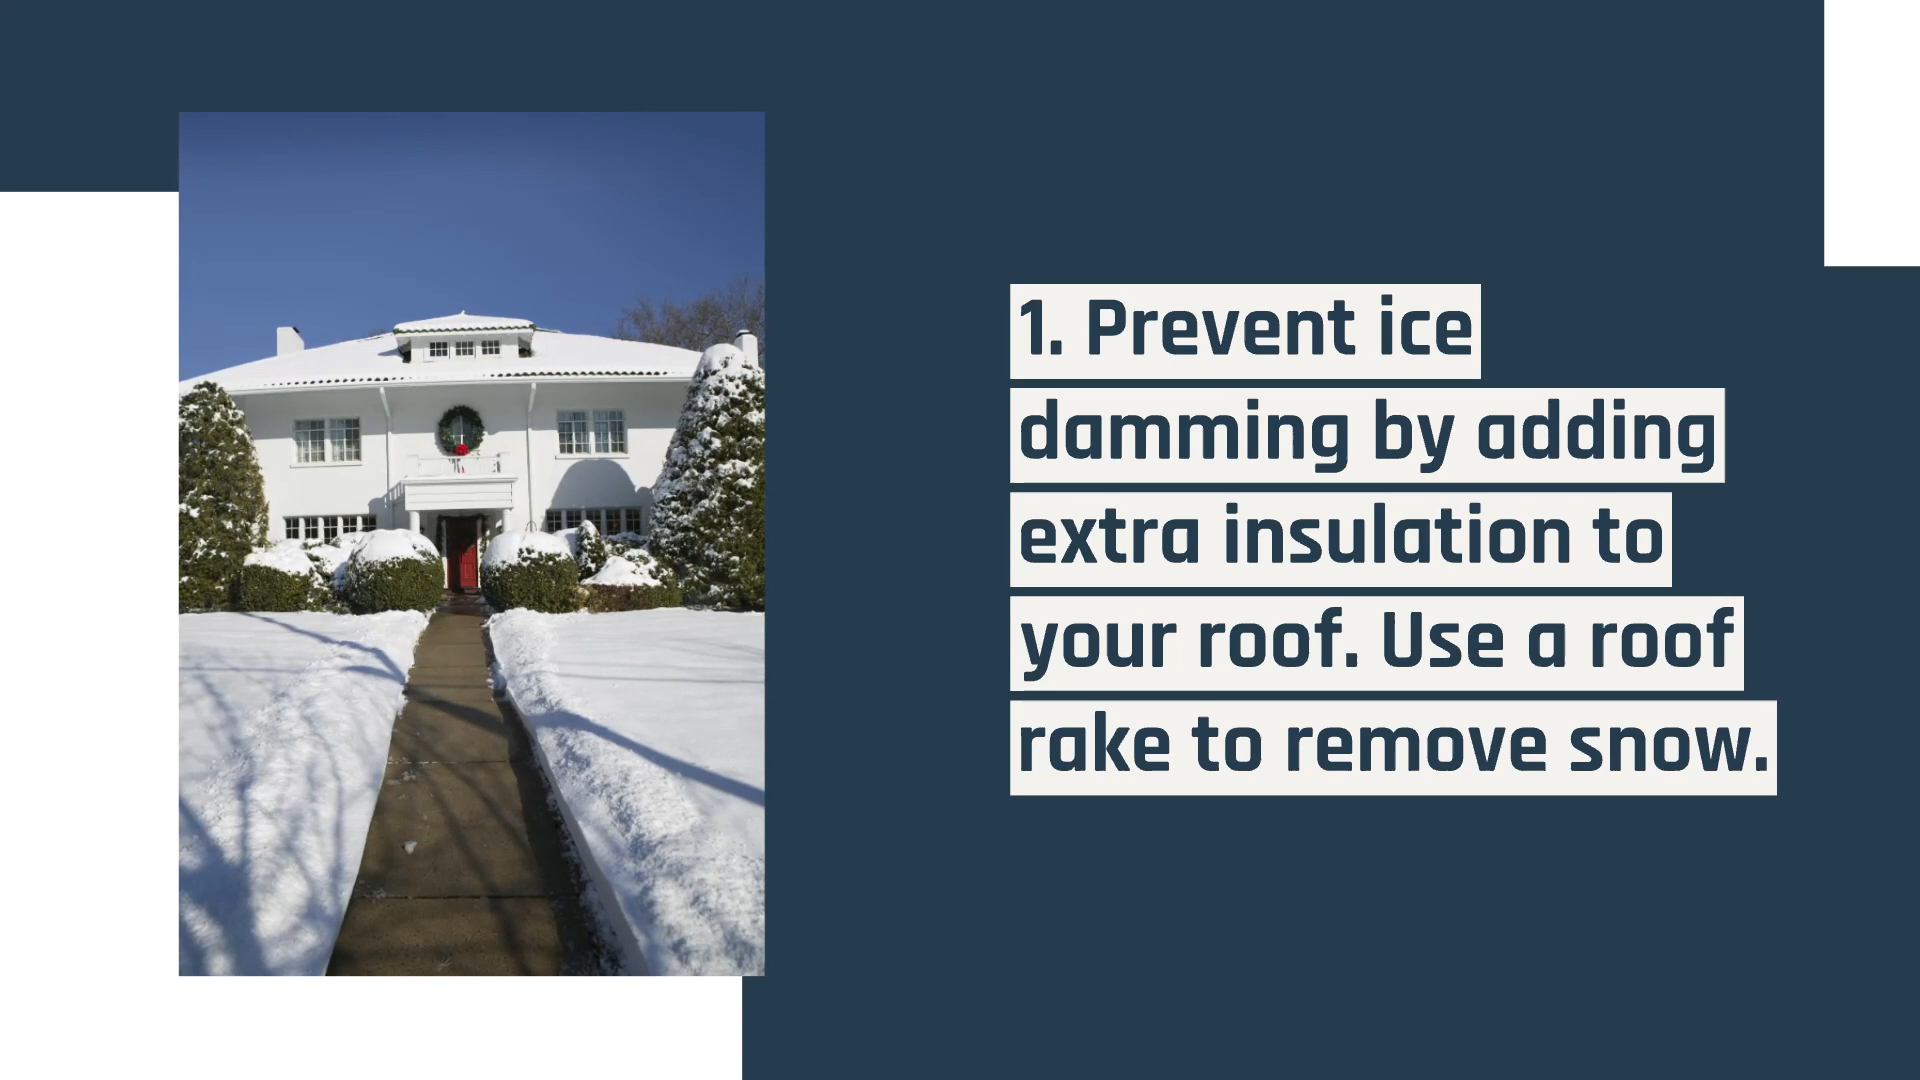 1. Prevent ice
damming by adding
extra insulation to
your roof. Use a roof
rake to remove snow.